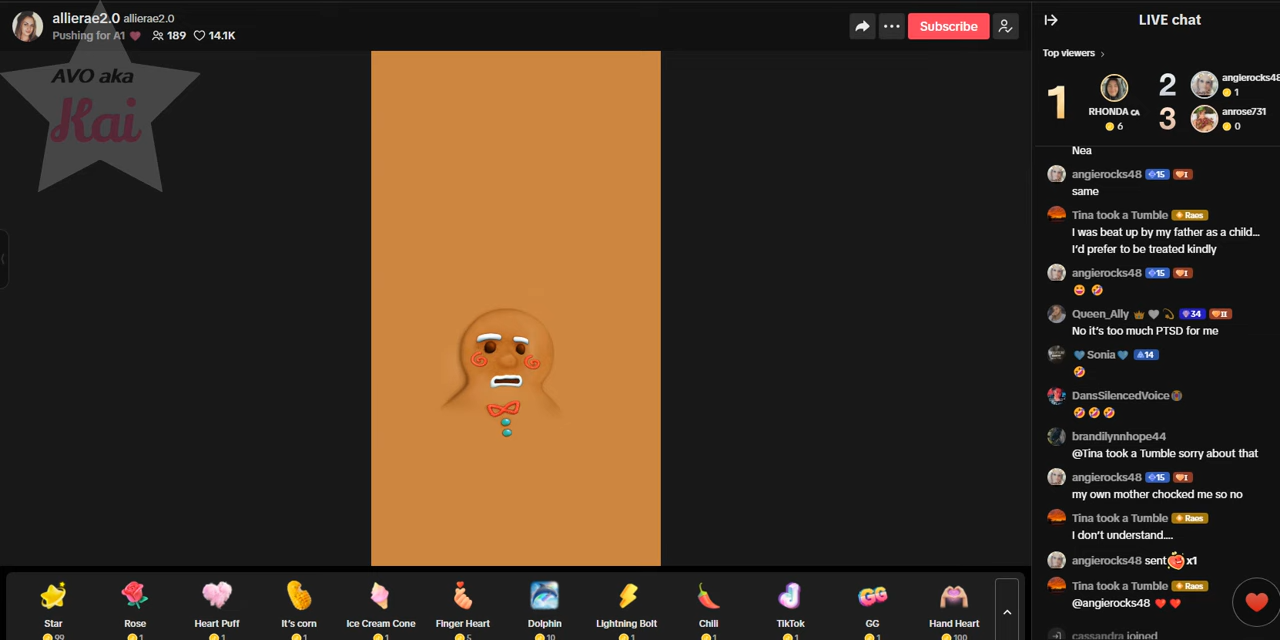 allierae2.0 allierae2.0
Pushing for A1 189 14.1K
Subscribe
AVO aka
Kai
LIVE chat
Top viewers
1
RHONDA CA
6
2
angierocks48
1
3
anrose731
0
Nea
angierocks48 15 I
same
Tina took a Tumble Raes
I was beat up by my father as a child...
I'd prefer to be treated kindly
angierocks48 15 I
Queen_Ally 34 II
No it's too much PTSD for me
Sonia 14
DansSilencedVoice
brandilynnhope44
@Tina took a Tumble sorry about that
angierocks48 15 I
my own mother chocked me so no
Tina took a Tumble Raes
I don't understand....
angierocks48 sent x1
Tina took a Tumble Raes
@angierocks48
cassandra joined
Star Rose Heart Puff It's corn Ice Cream Cone Finger Heart Dolphin Lightning Bolt Chili TikTok GG Hand Heart
99 1 1 1 1 5 10 1 1 1 1 100